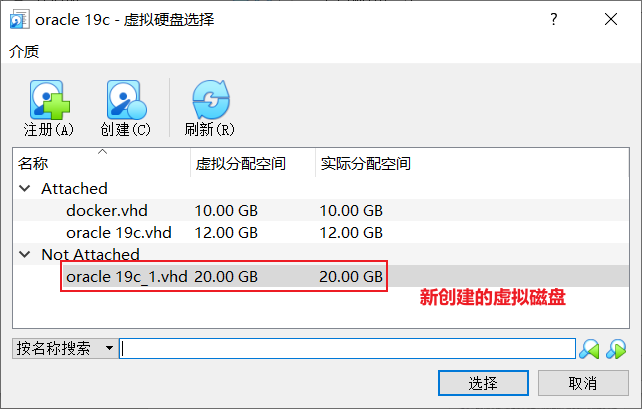 oracle 19c - 虚拟硬盘选择
介质
注册(A) 创建(C) 刷新(R)
名称 虚拟分配空间 实际分配空间
Attached
docker.vhd 10.00 GB 10.00 GB
oracle 19c.vhd 12.00 GB 12.00 GB
Not Attached
oracle 19c_1.vhd 20.00 GB 20.00 GB
新创建的虚拟磁盘
按名称搜索
选择 取消